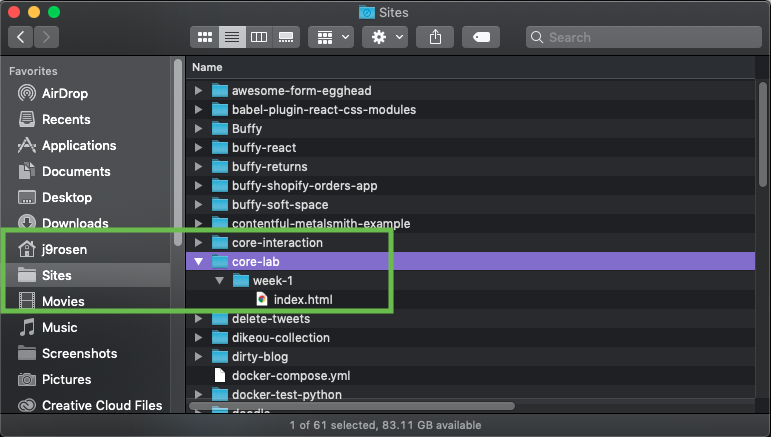 Sites
Search
Favorites
AirDrop
Recents
Applications
Documents
Desktop
Downloads
j9rosen
Sites
Movies
Music
Screenshots
Pictures
Creative Cloud Files
Name
awesome-form-egghead
babel-plugin-react-css-modules
Buffy
buffy-react
buffy-returns
buffy-shopify-orders-app
buffy-soft-space
contentful-metalsmith-example
core-interaction
core-lab
week-1
index.html
delete-tweets
dikeou-collection
dirty-blog
docker-compose.yml
docker-test-python
1 of 61 selected, 83.11 GB available